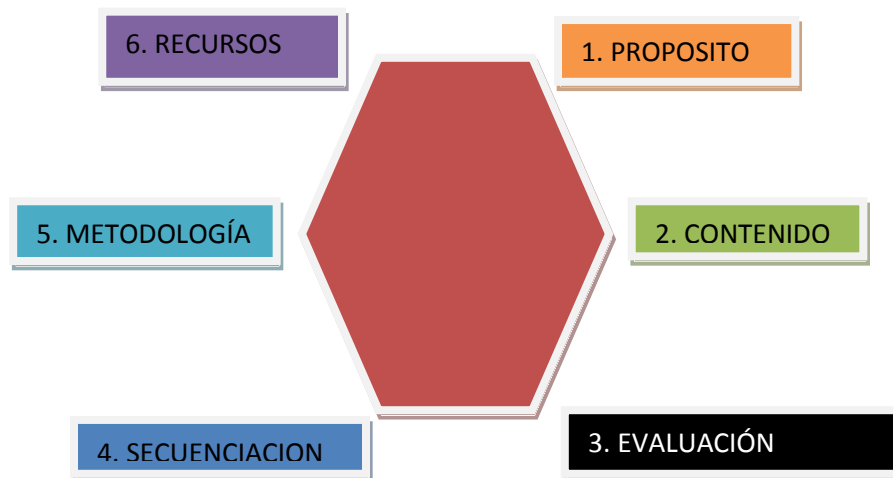 6. RECURSOS
1. PROPOSITO
5. METODOLOGÍA
2. CONTENIDO
4. SECUENCIACION
3. EVALUACIÓN